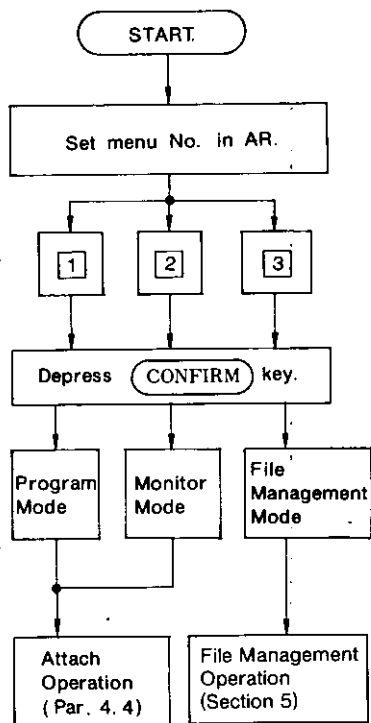 START
Set menu No. in AR.
1
2
3
Depress CONFIRM key.
Program
Mode
Monitor
Mode
File
Management
Mode
Attach
Operation
(Par. 4.4)
File Management
Operation
(Section 5)